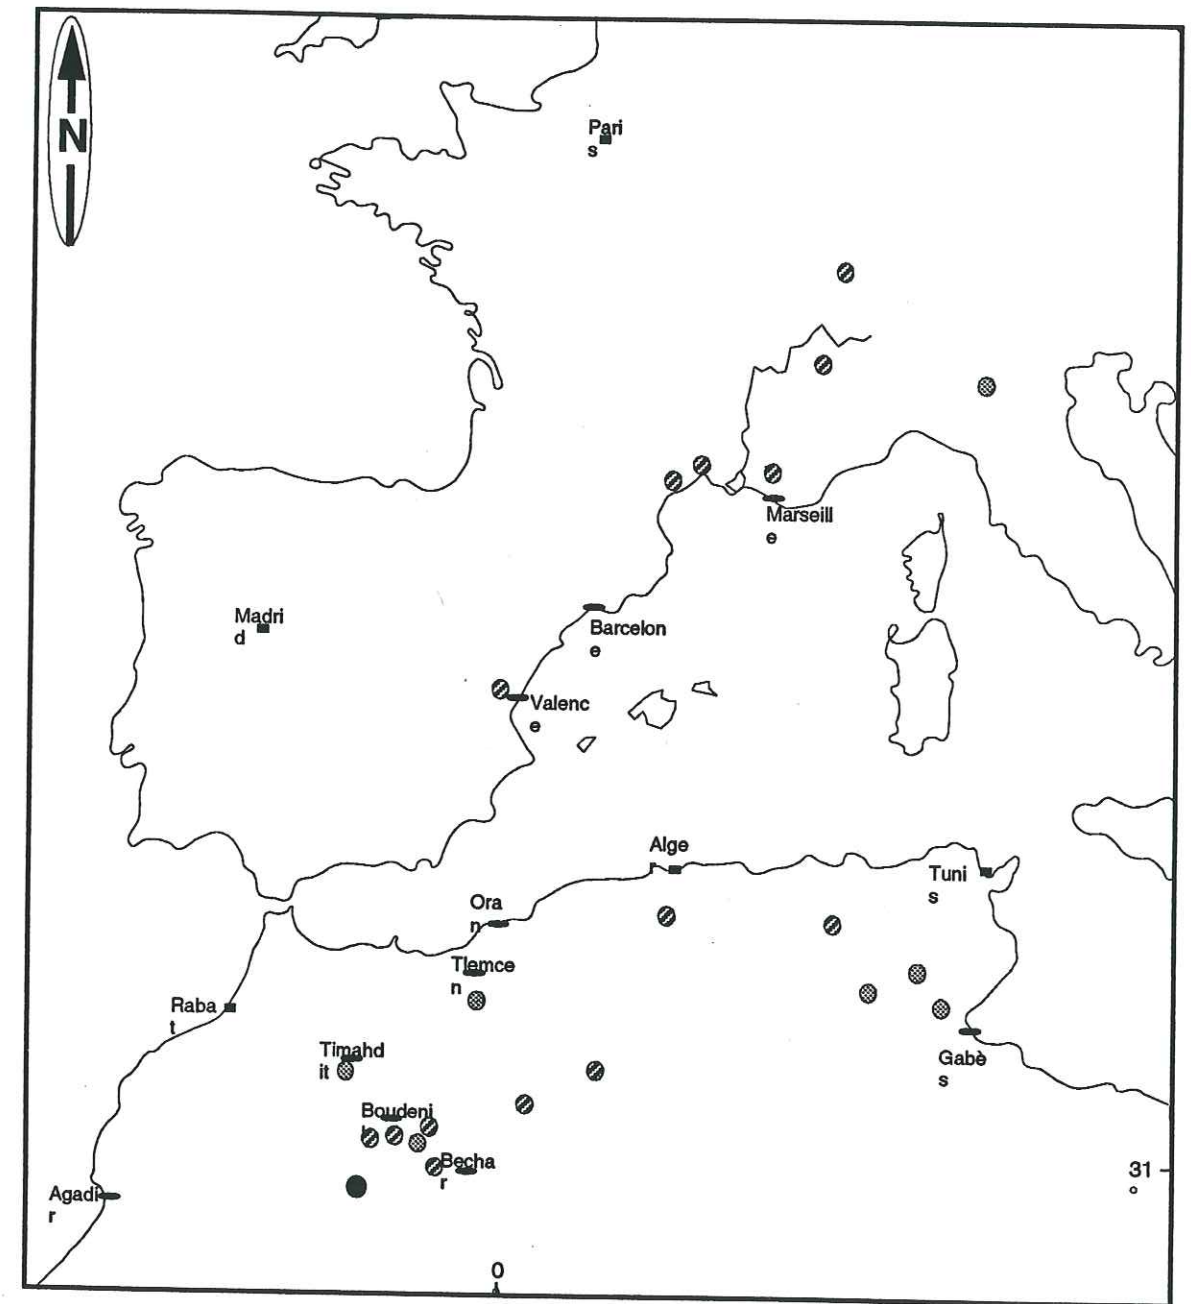 N
Pari
s
Marseill
e
Madri
d
Barcelon
e
Valenc
e
Alge
r
Tuni
s
Ora
n
Tlemce
n
Raba
t
Timahd
it
Gabè
s
Boudeni
Becha
r
31
o
Agadi
r
0